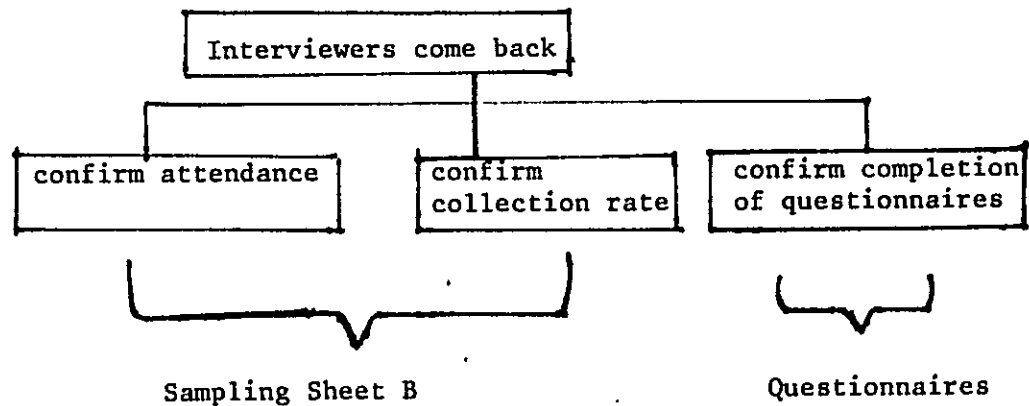 Interviewers come back
confirm attendance
confirm
collection rate
confirm completion
of questionnaires
Sampling Sheet B
Questionnaires